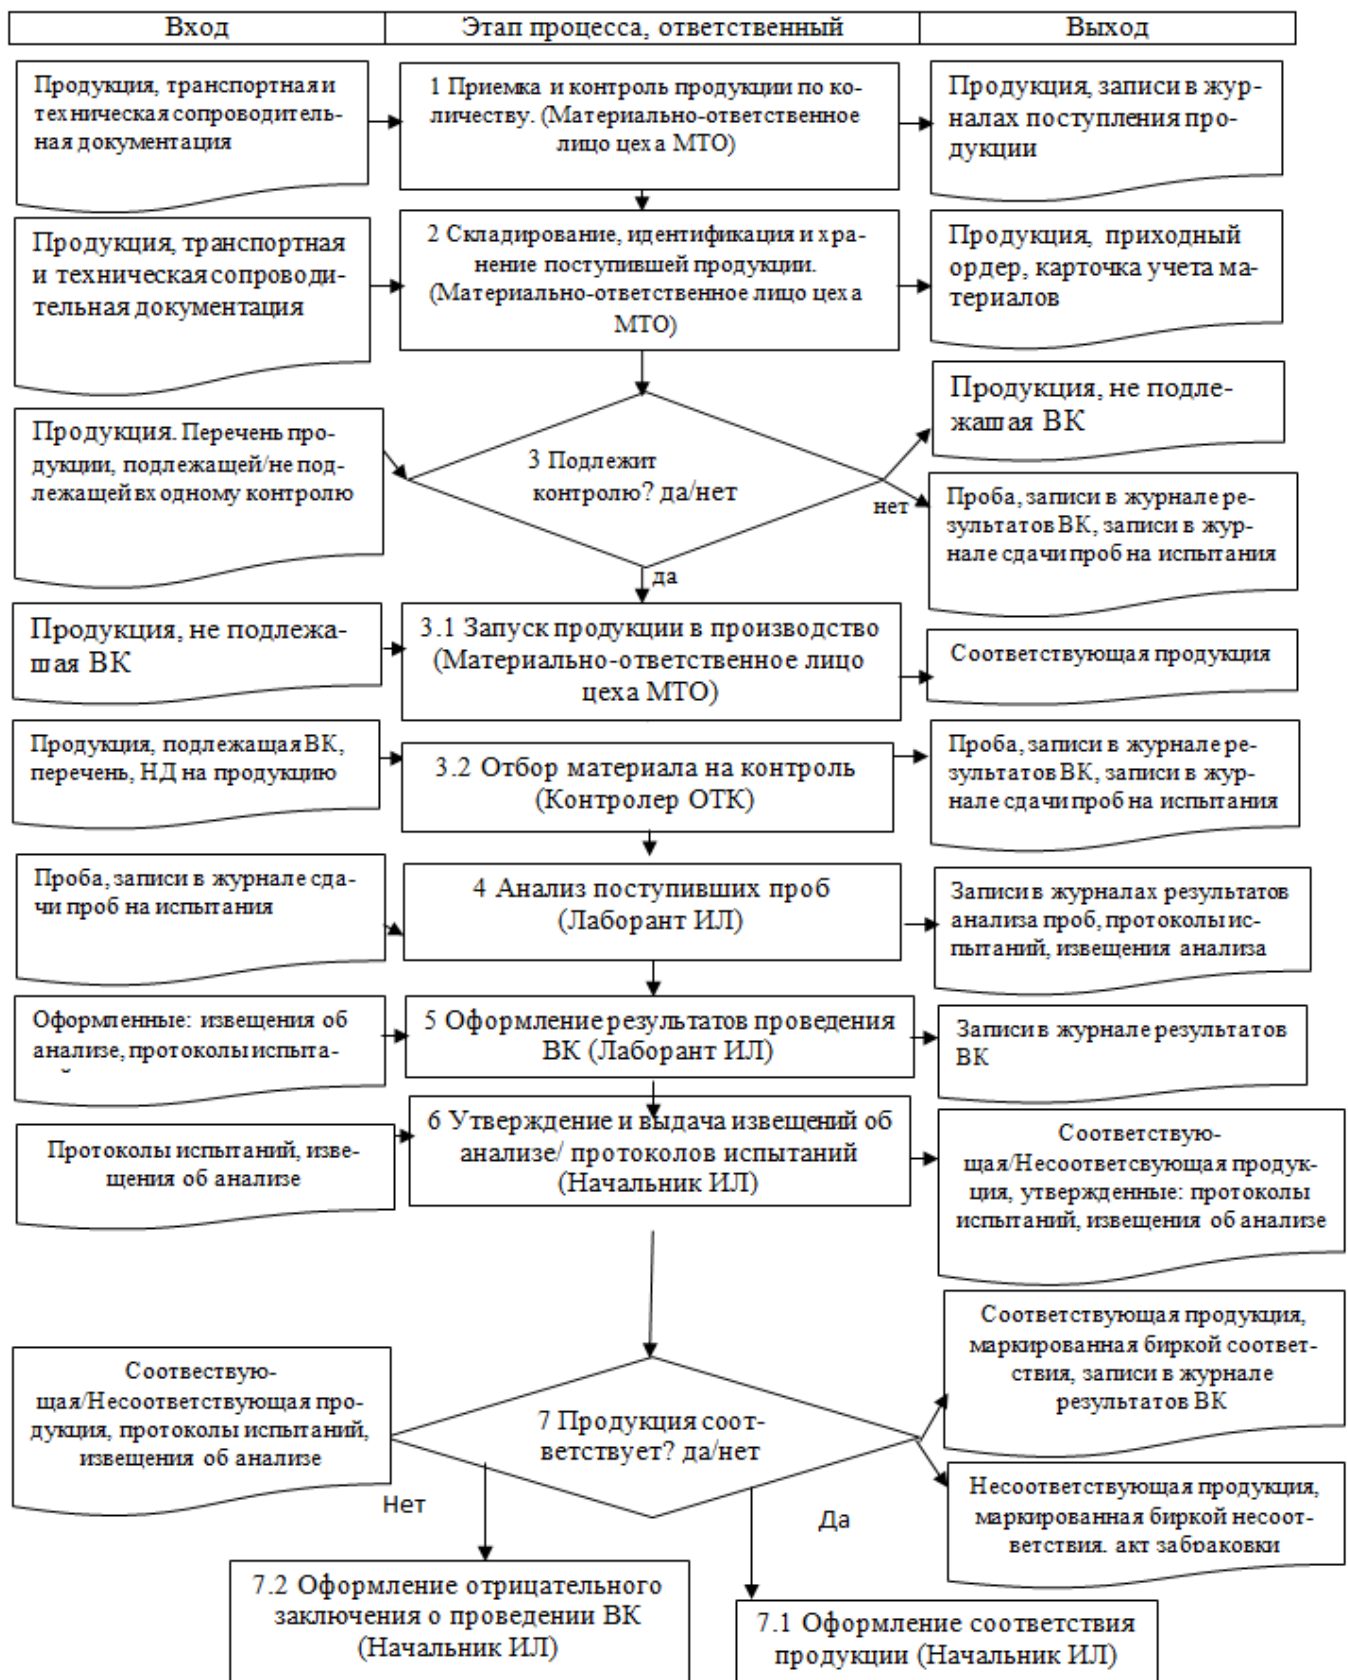 Вход
Этап процесса, ответственный
Выход
Продукция, транспортная и
техническая сопроводитель-
ная документация
1 Приемка и контроль продукции по ко-
личеству. (Материально-ответственное
лицо цеха МТО)
Продукция, записи в жур-
налах поступления про-
дукции
Продукция, транспортная
и техническая сопроводи-
тельная документация
2 Складирование, идентификация и хра-
нение поступившей продукции.
(Материально-ответственное лицо цеха
МТО)
Продукция, приходный
ордер, карточка учета ма-
териалов
Продукция. Перечень про-
дукции, подлежащей/не под-
лежащей входному контролю
3 Подлежит
контролю? да/нет
Продукция, не подле-
жащая ВК
нет
Проба, записи в журнале ре-
зультатов ВК, записи в жур-
нале сдачи проб на испытания
да
Продукция, не подлежа-
щая ВК
3.1 Запуск продукции в производство
(Материально-ответственное лицо
цеха МТО)
Соответствующая продукция
Продукция, подлежащая ВК,
перечень, НД на продукцию
3.2 Отбор материала на контроль
(Контролер ОТК)
Проба, записи в журнале ре-
зультатов ВК, записи в жур-
нале сдачи проб на испытания
Проба, записи в журнале сда-
чи проб на испытания
4 Анализ поступивших проб
(Лаборант ИЛ)
Записи в журналах результатов
анализа проб, протоколы ис-
пытаний, извещения анализа
Оформленные: извещения об
анализе, протоколы испыта-
5 Оформление результатов проведения
ВК (Лаборант ИЛ)
Записи в журнале результатов
ВК
Протоколы испытаний, изве-
щения об анализе
6 Утверждение и выдача извещений об
анализе/ протоколов испытаний
(Начальник ИЛ)
Соответствую-
щая/Несоответсвующая продук-
ция, утвержденные: протоколы
испытаний, извещения об анализе
Соотвествую-
щая/Несоответствующая про-
дукция, протоколы испытаний,
извещения об анализе
7 Продукция соот-
ветствует? да/нет
Соответствующая продукция,
маркированная биркой соответ-
ствия, записи в журнале
результатов ВК
Несоответствующая продукция,
маркированная биркой несоот-
ветствия, акт забраковки
Нет
Да
7.2 Оформление отрицательного
заключения о проведении ВК
(Начальник ИЛ)
7.1 Оформление соответствия
продукции (Начальник ИЛ)